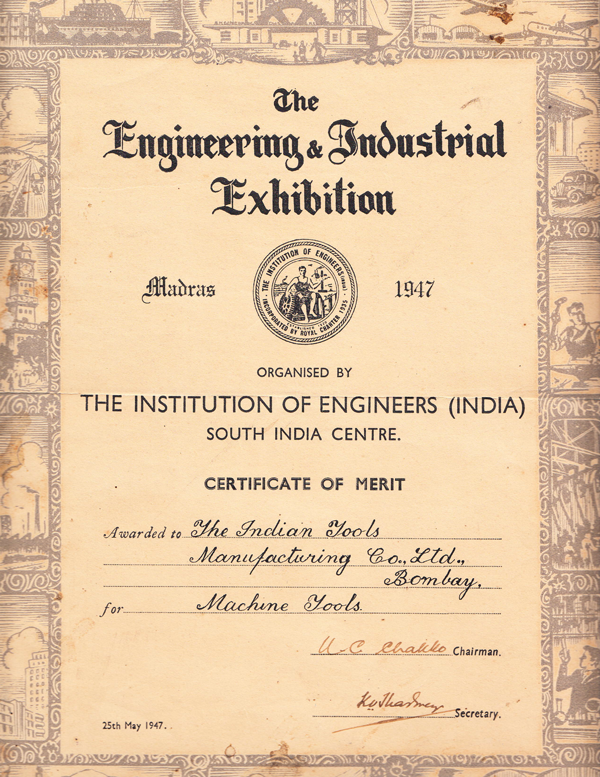 The
Engineering & Industrial
Exhibition
Madras 1947
THE INSTITUTION OF ENGINEERS (INDIA)
INCORPORATED BY ROYAL CHARTER 1935
ORGANISED BY
THE INSTITUTION OF ENGINEERS (INDIA)
SOUTH INDIA CENTRE.
CERTIFICATE OF MERIT
Awarded to The Indian Tools
Manufacturing Co., Ltd.,
Bombay,
for Machine Tools
Chairman.
Secretary.
25th May 1947.